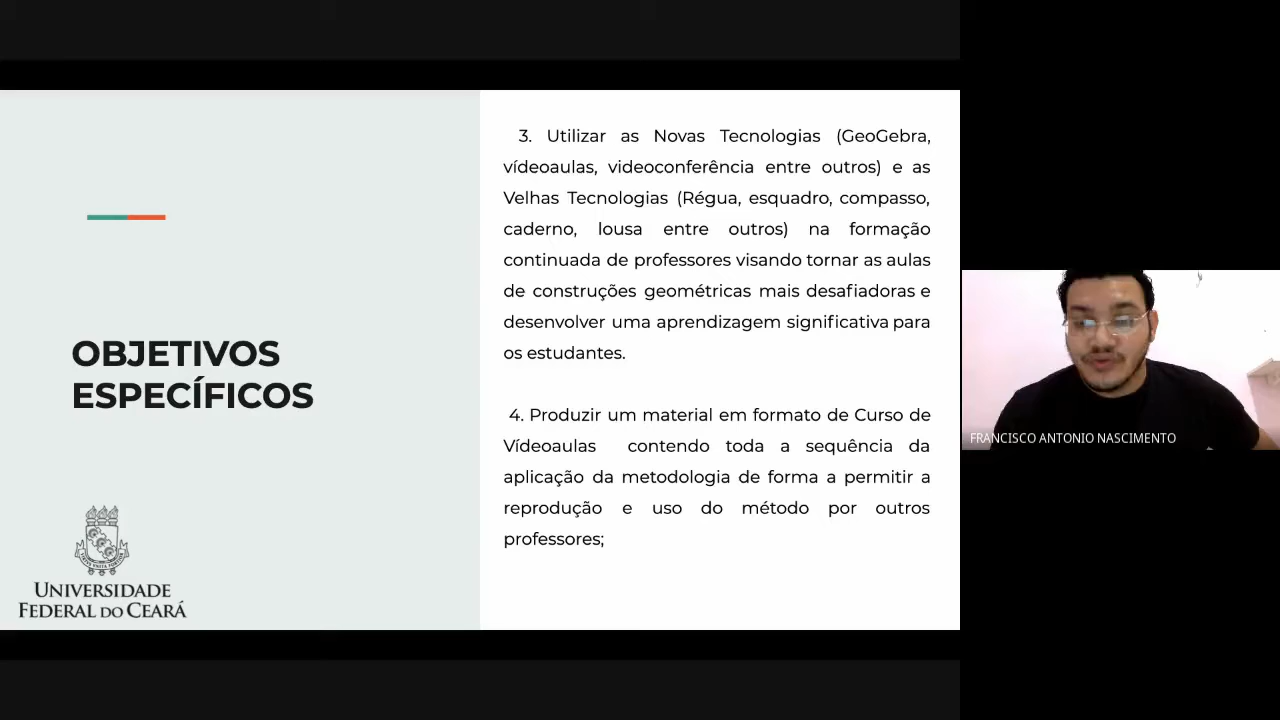 3. Utilizar as Novas Tecnologias (GeoGebra,
vídeoaulas, videoconferência entre outros) e as
Velhas Tecnologias (Régua, esquadro, compasso,
caderno, lousa entre outros) na formação
continuada de professores visando tornar as aulas
de construções geométricas mais desafiadoras e
desenvolver uma aprendizagem significativa para
os estudantes.
4. Produzir um material em formato de Curso de
Vídeoaulas contendo toda a sequência da
aplicação da metodologia de forma a permitir a
reprodução e uso do método por outros
professores;
OBJETIVOS
ESPECÍFICOS
UNIVERSIDADE
FEDERAL DO CEARÁ
FRANCISCO ANTONIO NASCIMENTO